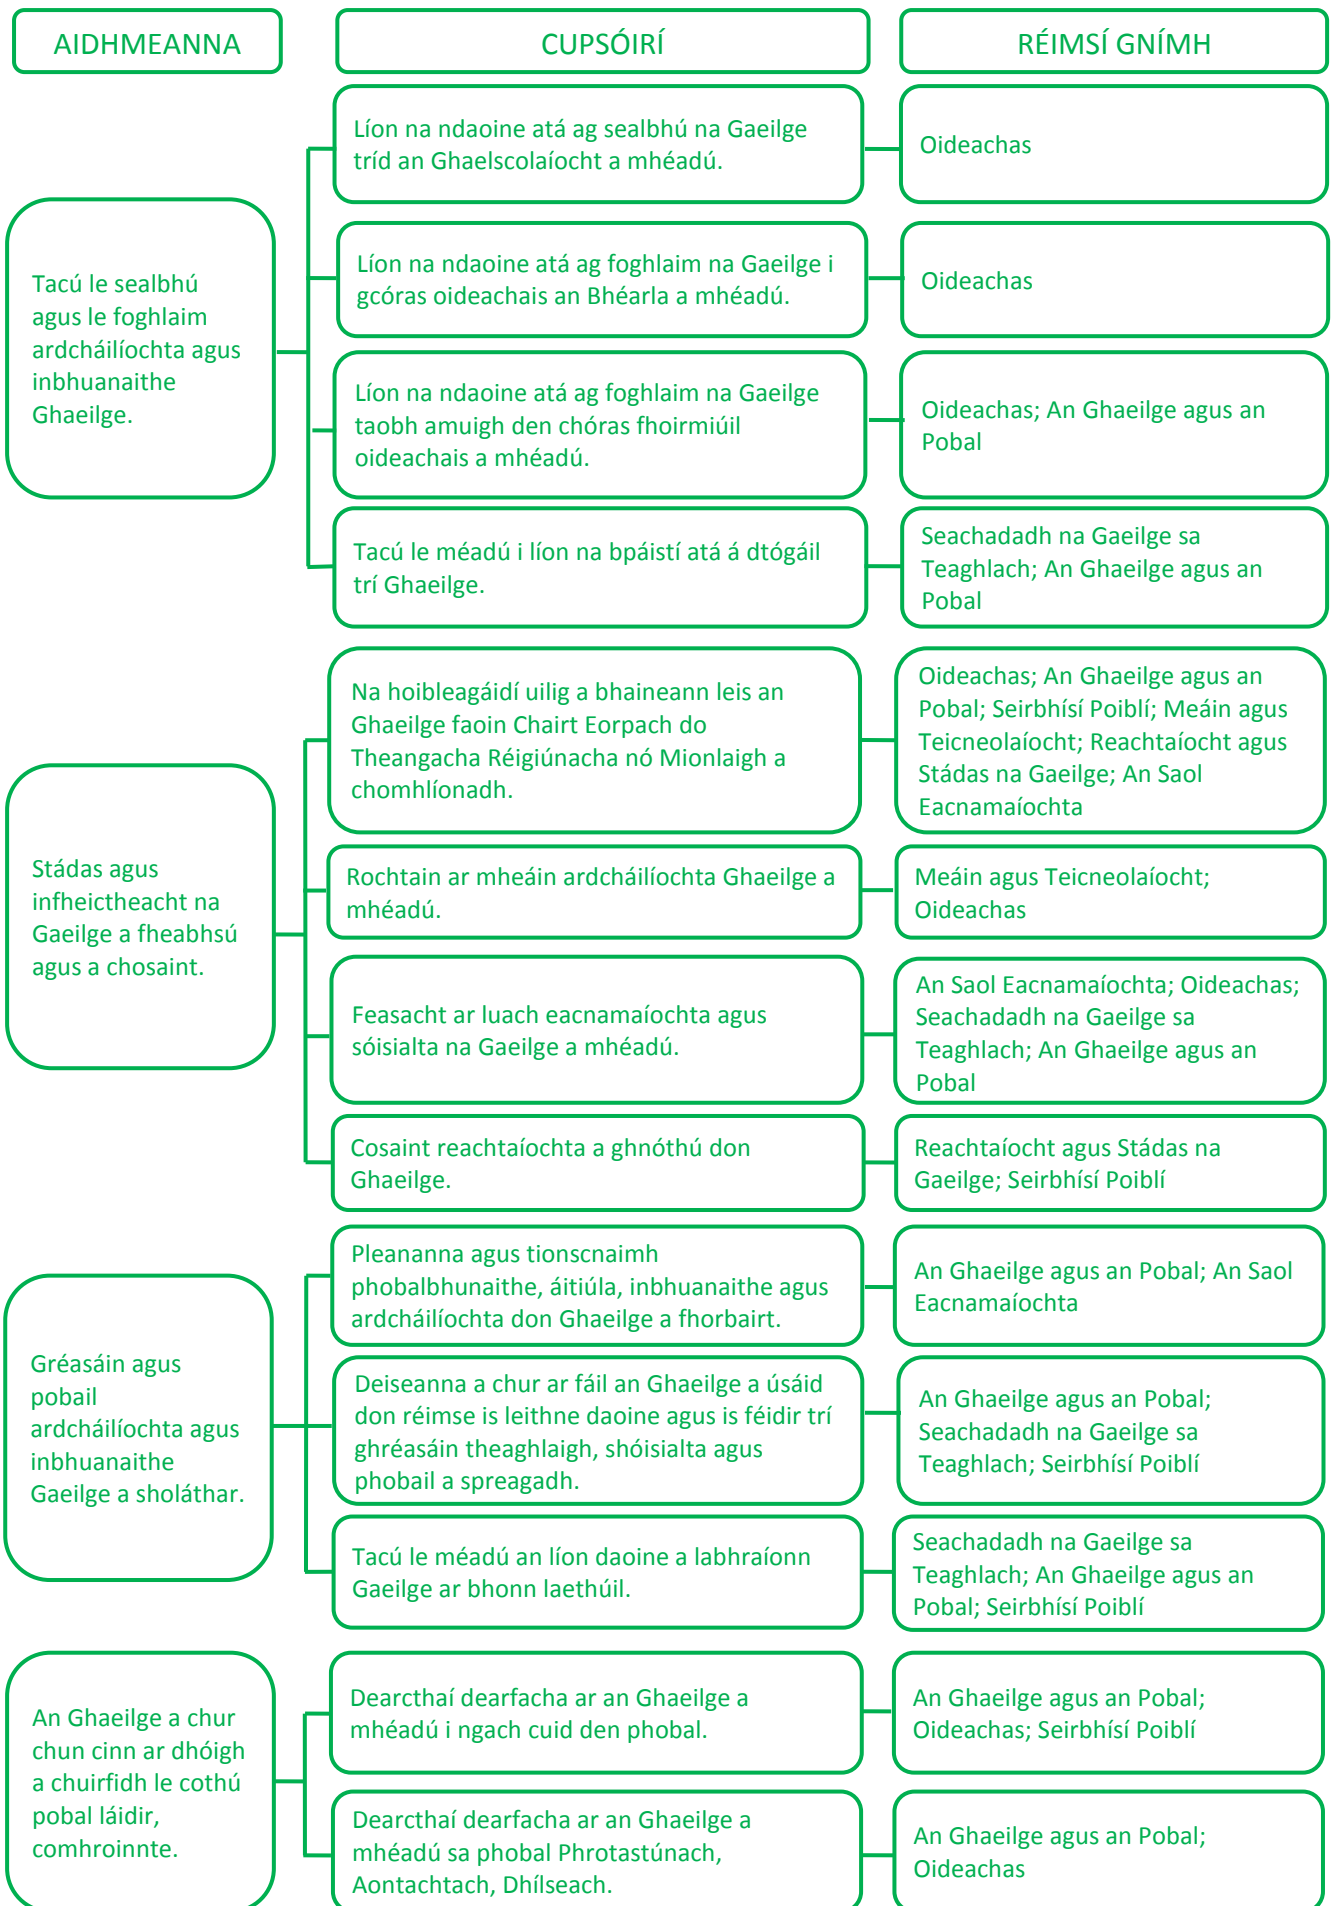 AIDHMEANNA
CUPSÓIRÍ
RÉIMSÍ GNÍMH
Tacú le sealbhú
agus le foghlaim
ardcháilíochta agus
inbhuanaithe
Ghaeilge.
Líon na ndaoine atá ag sealbhú na Gaeilge
tríd an Ghaelscolaíocht a mhéadú.
Oideachas
Líon na ndaoine atá ag foghlaim na Gaeilge i
gcóras oideachais an Bhéarla a mhéadú.
Oideachas
Líon na ndaoine atá ag foghlaim na Gaeilge
taobh amuigh den chóras fhoirmiúil
oideachais a mhéadú.
Oideachas; An Ghaeilge agus an
Pobal
Tacú le méadú i líon na bpáistí atá á dtógáil
trí Ghaeilge.
Seachadadh na Gaeilge sa
Teaghlach; An Ghaeilge agus an
Pobal
Stádas agus
infheictheacht na
Gaeilge a fheabhsú
agus a chosaint.
Na hoibleagáidí uilig a bhaineann leis an
Ghaeilge faoin Chairt Eorpach do
Theangacha Réigiúnacha nó Mionlaigh a
chomhlíonadh.
Oideachas; An Ghaeilge agus an
Pobal; Seirbhísí Poiblí; Meáin agus
Teicneolaíocht; Reachtaíocht agus
Stádas na Gaeilge; An Saol
Eacnamaíochta
Rochtain ar mheáin ardcháilíochta Ghaeilge a
mhéadú.
Meáin agus Teicneolaíocht;
Oideachas
Feasacht ar luach eacnamaíochta agus
sóisialta na Gaeilge a mhéadú.
An Saol Eacnamaíochta; Oideachas;
Seachadadh na Gaeilge sa
Teaghlach; An Ghaeilge agus an
Pobal
Cosaint reachtaíochta a ghnóthú don
Ghaeilge.
Reachtaíocht agus Stádas na
Gaeilge; Seirbhísí Poiblí
Gréasáin agus
pobail
ardcháilíochta agus
inbhuanaithe
Gaeilge a sholáthar.
Pleananna agus tionscnaimh
phobalbhunaithe, áitiúla, inbhuanaithe agus
ardcháilíochta don Ghaeilge a fhorbairt.
An Ghaeilge agus an Pobal; An Saol
Eacnamaíochta
Deiseanna a chur ar fáil an Ghaeilge a úsáid
don réimse is leithne daoine agus is féidir trí
ghréasáin theaghlaigh, shóisialta agus
phobail a spreagadh.
An Ghaeilge agus an Pobal;
Seachadadh na Gaeilge sa
Teaghlach; Seirbhísí Poiblí
Tacú le méadú an líon daoine a labhraíonn
Gaeilge ar bhonn laethúil.
Seachadadh na Gaeilge sa
Teaghlach; An Ghaeilge agus an
Pobal; Seirbhísí Poiblí
An Ghaeilge a chur
chun cinn ar dhóigh
a chuirfidh le cothú
pobal láidir,
comhroinnte.
Dearcthaí dearfacha ar an Ghaeilge a
mhéadú i ngach cuid den phobal.
An Ghaeilge agus an Pobal;
Oideachas; Seirbhísí Poiblí
Dearcthaí dearfacha ar an Ghaeilge a
mhéadú sa phobal Phrotastúnach,
Aontachtach, Dhílseach.
An Ghaeilge agus an Pobal;
Oideachas